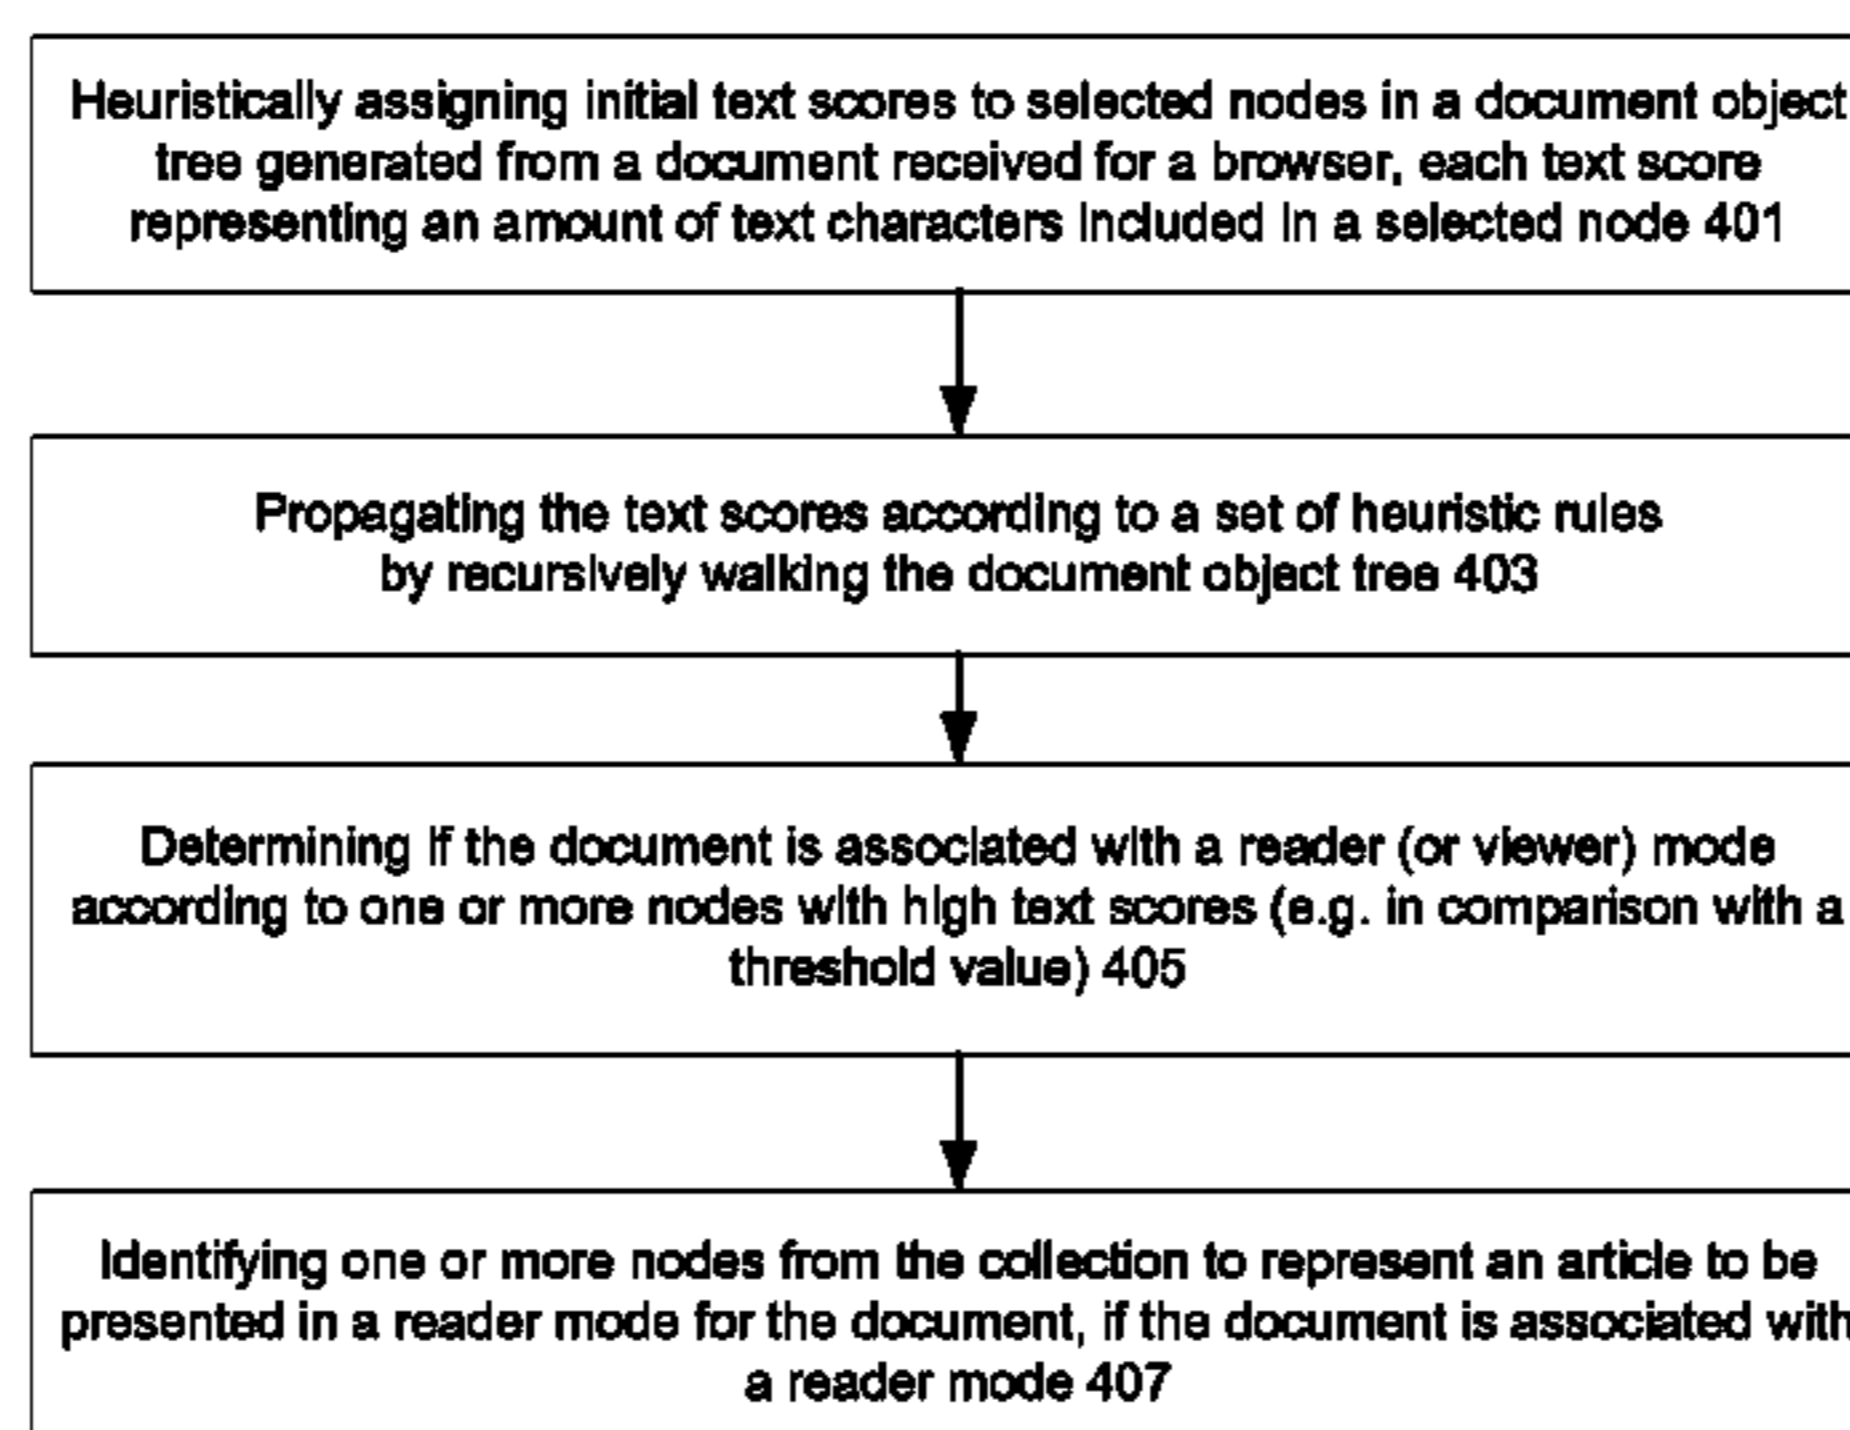 Heuristically assigning initial text scores to selected nodes in a document object
tree generated from a document received for a browser, each text score
representing an amount of text characters included in a selected node 401
Propagating the text scores according to a set of heuristic rules
by recursively walking the document object tree 403
Determining if the document is associated with a reader (or viewer) mode
according to one or more nodes with high text scores (e.g. in comparison with a
threshold value) 405
Identifying one or more nodes from the collection to represent an article to be
presented in a reader mode for the document, if the document is associated with
a reader mode 407